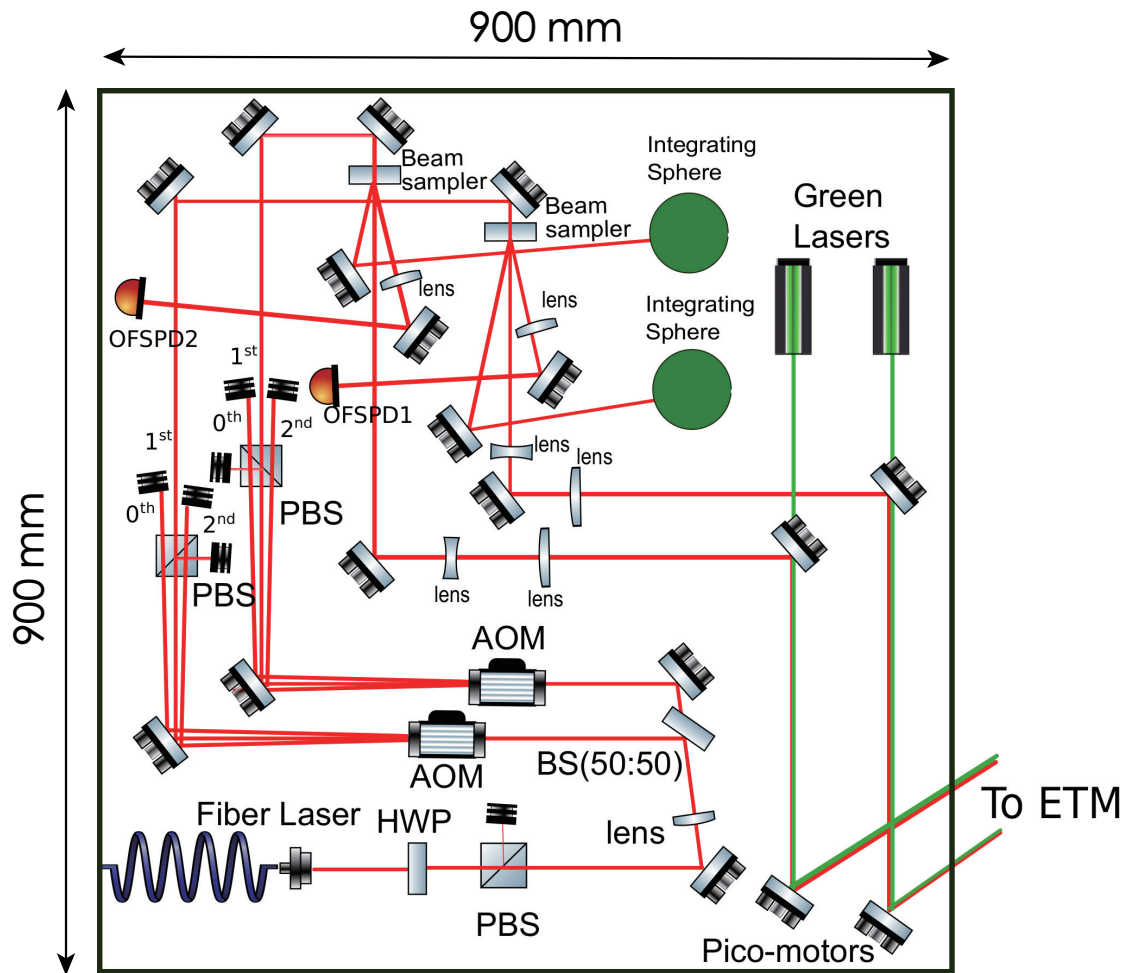 900 mm
900 mm
Beam
sampler
Beam
sampler
Integrating
Sphere
Integrating
Sphere
Green
Lasers
OFSPD2
lens
lens
OFSPD1
1st
0th
2nd
PBS
1st
0th
2nd
PBS
lens
lens
lens
lens
AOM
AOM
BS(50:50)
lens
Fiber Laser
HWP
PBS
To ETM
Pico-motors